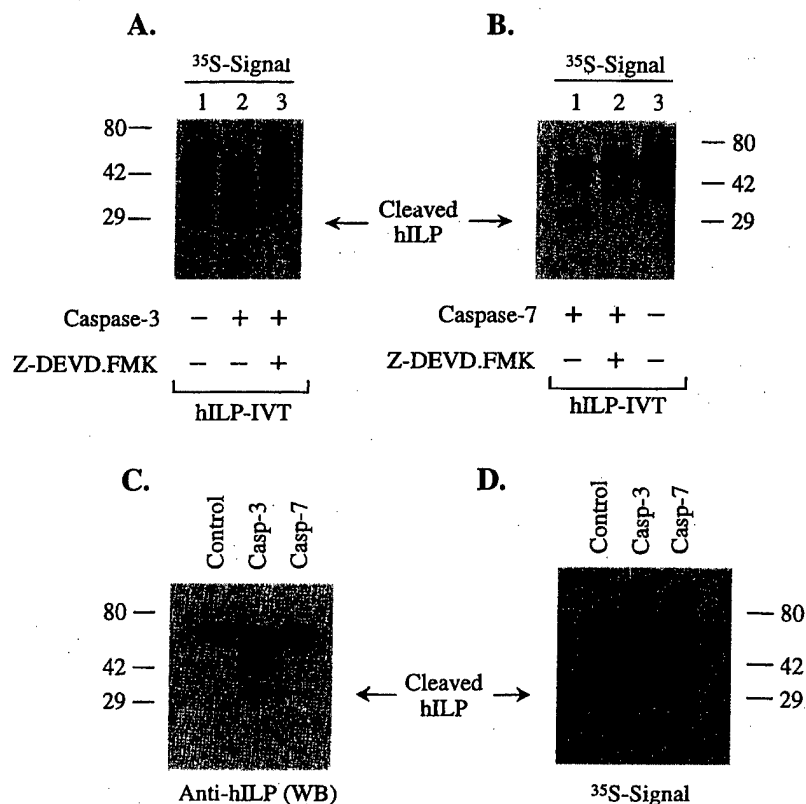 A.
³⁵S-Signal
1 2 3
80
42
29
B.
³⁵S-Signal
1 2 3
80
42
29
Cleaved
hILP
Caspase-3 − + +
Z-DEVD.FMK − − +
hILP-IVT
Caspase-7 + + −
Z-DEVD.FMK − + −
hILP-IVT
C.
Control Casp-3 Casp-7
80
42
29
Anti-hILP (WB)
D.
Control Casp-3 Casp-7
80
42
29
³⁵S-Signal
Cleaved
hILP